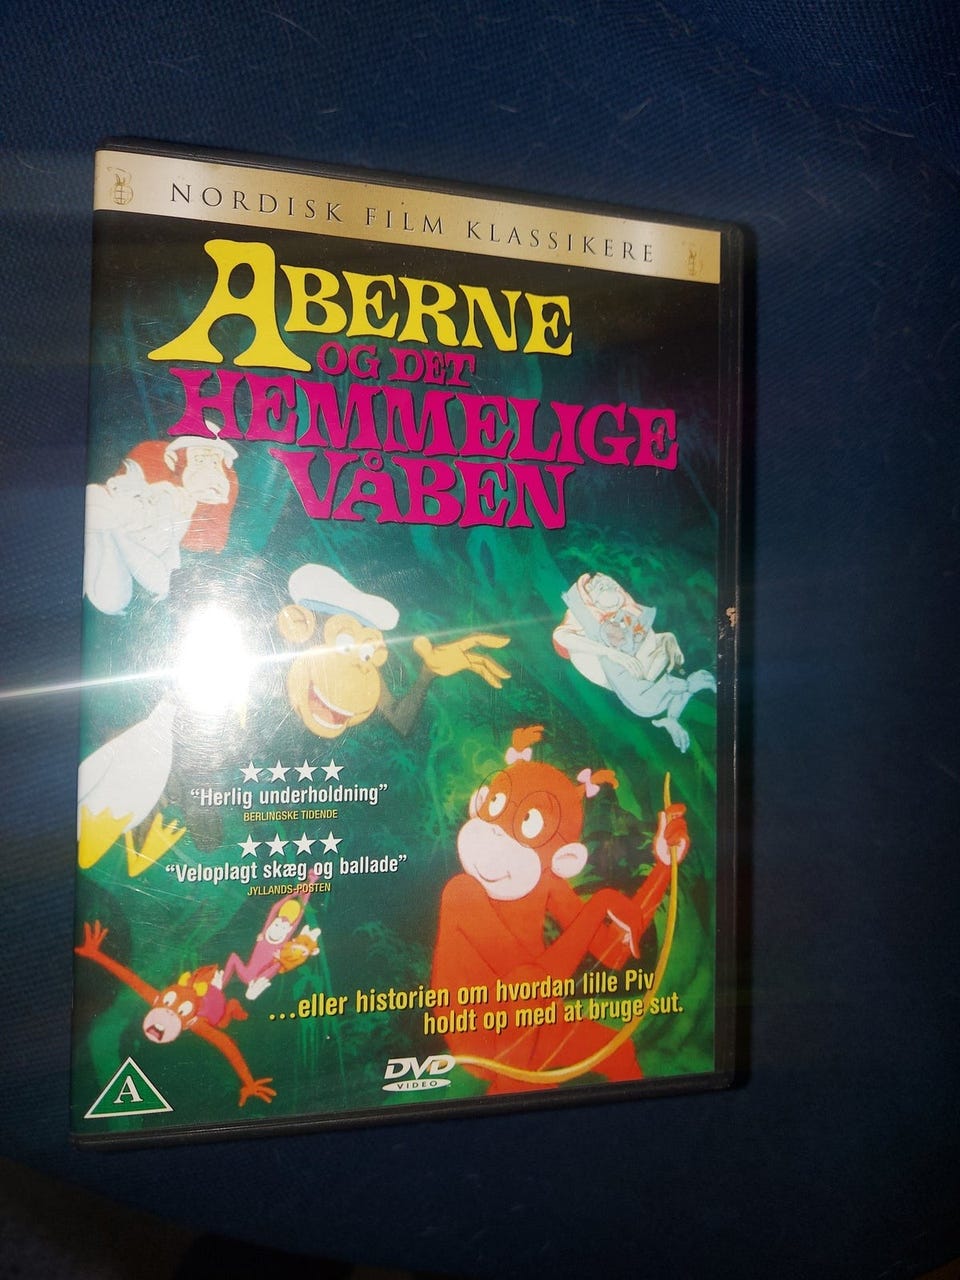 NORDISK FILM KLASSIKERE
ABERNE
OG DET
HEMMELIGE
VÅBEN
"Herlig underholdning"
BERLINGSKE TIDENDE
"Veloplagt skæg og ballade"
JYLLANDS-POSTEN
...eller historien om hvordan lille Piv
holdt op med at bruge sut.
DVD
VIDEO
A